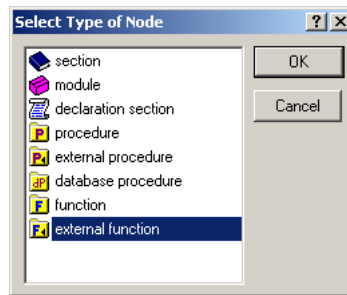 Select Type of Node
section
module
declaration section
procedure
external procedure
database procedure
function
external function
OK
Cancel